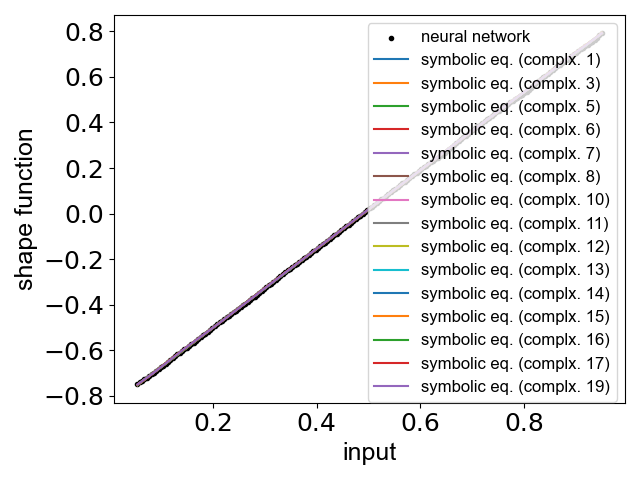 0.8
0.6
0.4
0.2
0.0
−0.2
−0.4
−0.6
−0.8
shape function
neural network
symbolic eq. (complx. 1)
symbolic eq. (complx. 3)
symbolic eq. (complx. 5)
symbolic eq. (complx. 6)
symbolic eq. (complx. 7)
symbolic eq. (complx. 8)
symbolic eq. (complx. 10)
symbolic eq. (complx. 11)
symbolic eq. (complx. 12)
symbolic eq. (complx. 13)
symbolic eq. (complx. 14)
symbolic eq. (complx. 15)
symbolic eq. (complx. 16)
symbolic eq. (complx. 17)
symbolic eq. (complx. 19)
0.2 0.4 0.6 0.8
input